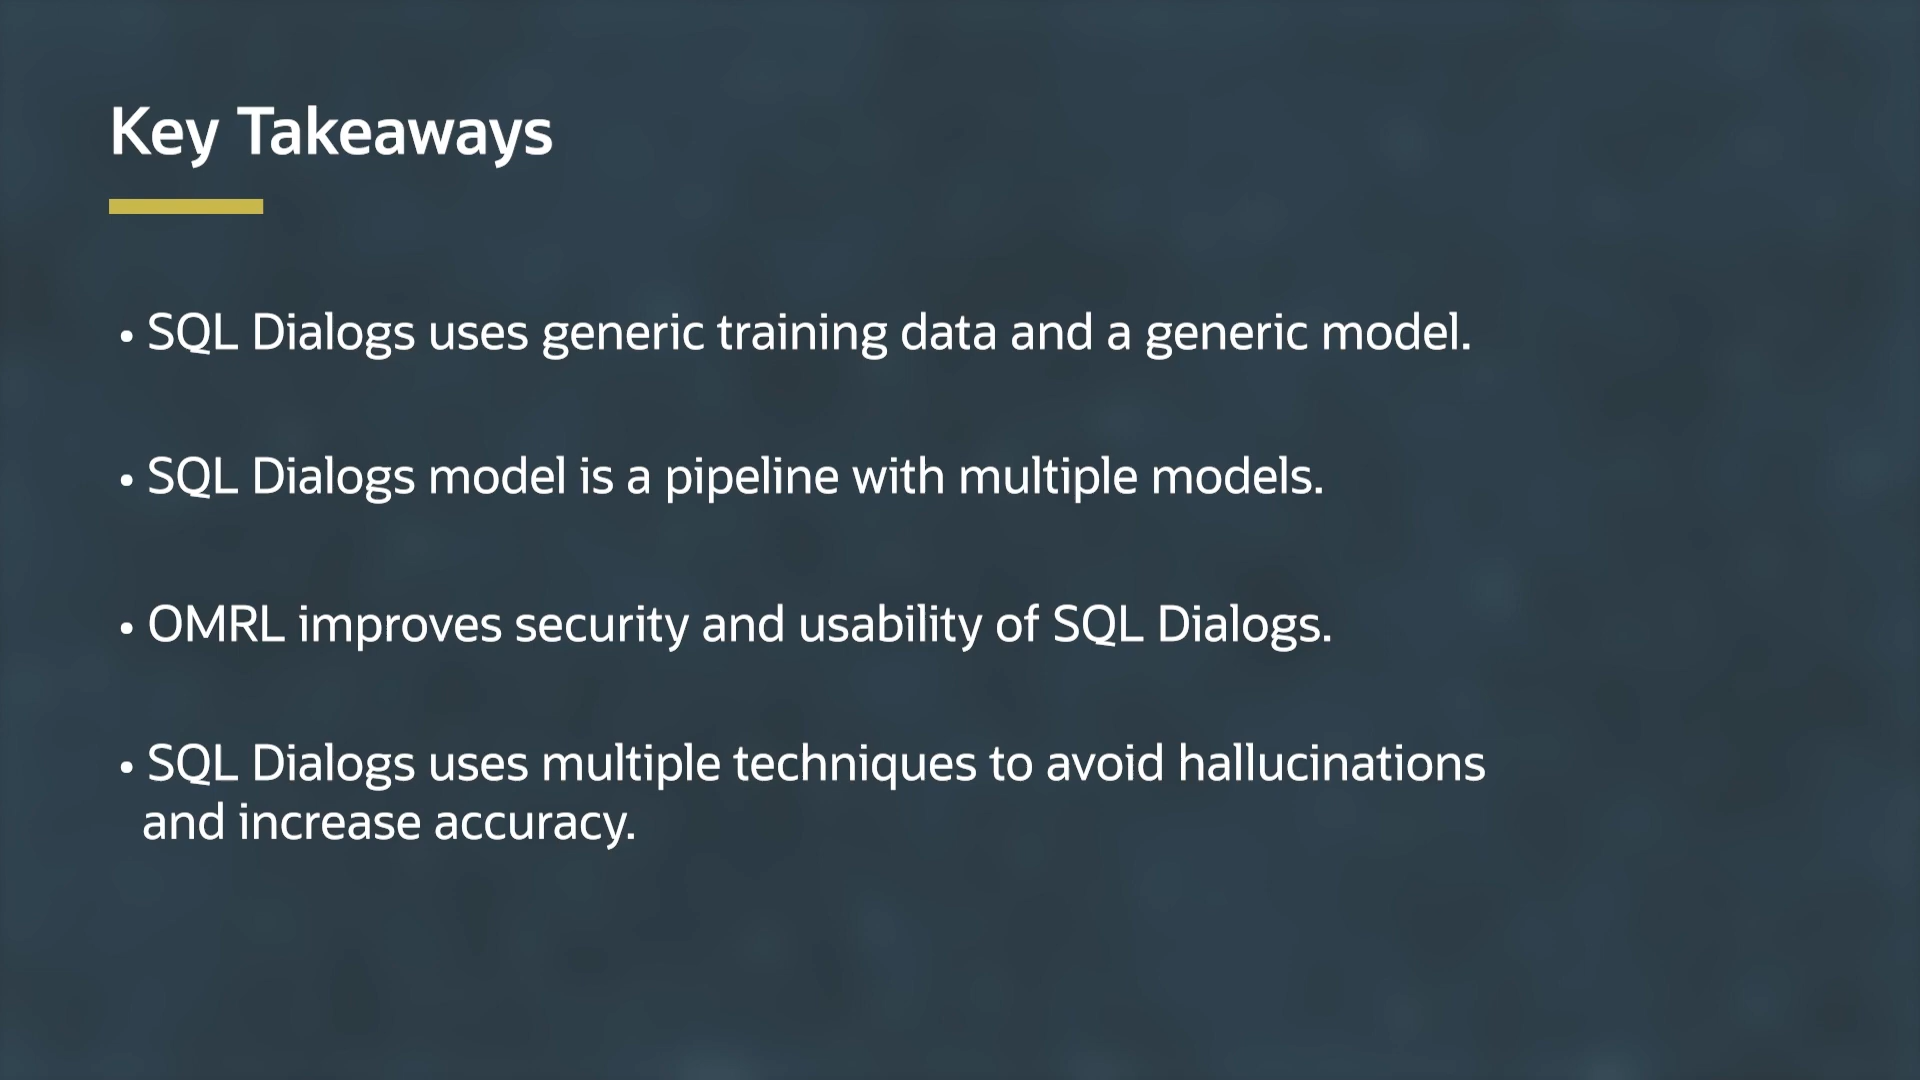 Key Takeaways
• SQL Dialogs uses generic training data and a generic model.
• SQL Dialogs model is a pipeline with multiple models.
• OMRL improves security and usability of SQL Dialogs.
• SQL Dialogs uses multiple techniques to avoid hallucinations
and increase accuracy.